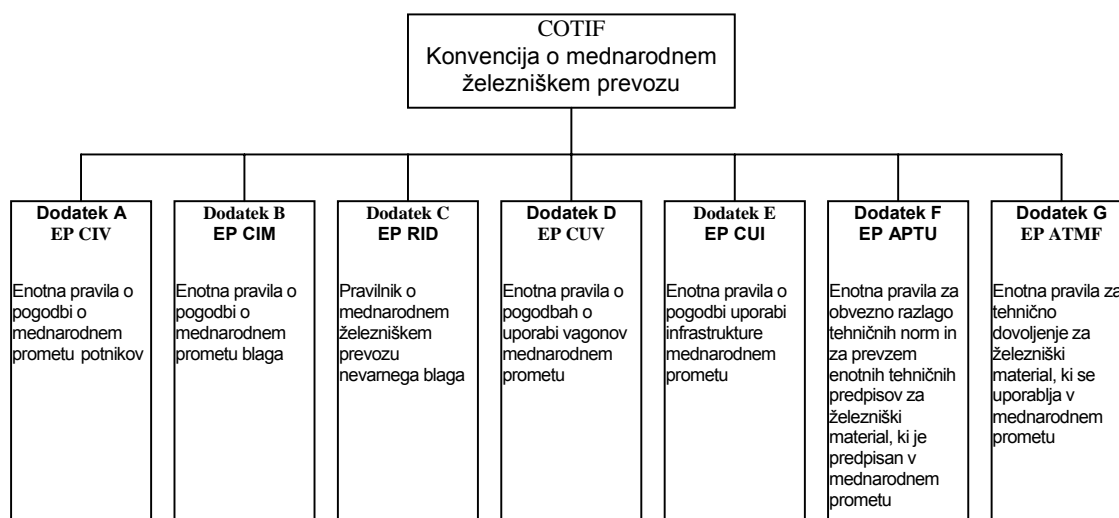 COTIF
Konvencija o mednarodnem
železniškem prevozu
Dodatek A
EP CIV
Enotna pravila o
pogodbi o
mednarodnem
prometu potnikov
Dodatek B
EP CIM
Enotna pravila o
pogodbi o
mednarodnem
prometu blaga
Dodatek C
EP RID
Pravilnik o
mednarodnem
železniškem
prevozu
nevarnega blaga
Dodatek D
EP CUV
Enotna pravila o
pogodbah o
uporabi vagonov
mednarodnem
prometu
Dodatek E
EP CUI
Enotna pravila o
pogodbi uporabi
infrastrukture
mednarodnem
prometu
Dodatek F
EP APTU
Enotna pravila za
obvezno razlago
tehničnih norm in
za prevzem
enotnih tehničnih
predpisov za
železniški
material, ki je
predpisan v
mednarodnem
prometu
Dodatek G
EP ATMF
Enotna pravila za
tehnično
dovoljenje za
železniški
material, ki se
uporablja v
mednarodnem
prometu